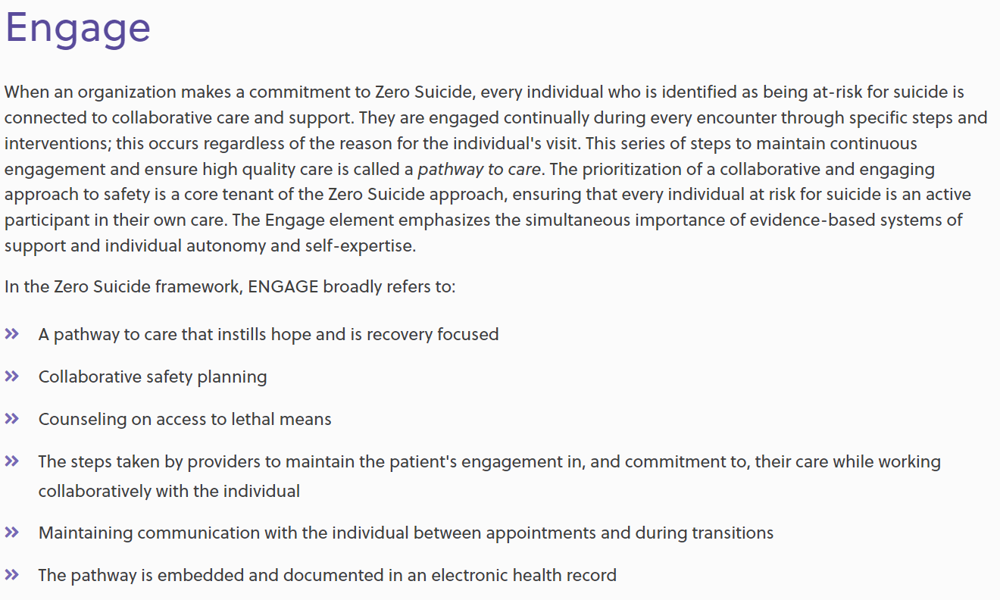 Engage
When an organization makes a commitment to Zero Suicide, every individual who is identified as being at-risk for suicide is
connected to collaborative care and support. They are engaged continually during every encounter through specific steps and
interventions; this occurs regardless of the reason for the individual's visit. This series of steps to maintain continuous
engagement and ensure high quality care is called a pathway to care. The prioritization of a collaborative and engaging
approach to safety is a core tenant of the Zero Suicide approach, ensuring that every individual at risk for suicide is an active
participant in their own care. The Engage element emphasizes the simultaneous importance of evidence-based systems of
support and individual autonomy and self-expertise.
In the Zero Suicide framework, ENGAGE broadly refers to:
» A pathway to care that instills hope and is recovery focused
» Collaborative safety planning
» Counseling on access to lethal means
» The steps taken by providers to maintain the patient's engagement in, and commitment to, their care while working
collaboratively with the individual
» Maintaining communication with the individual between appointments and during transitions
» The pathway is embedded and documented in an electronic health record